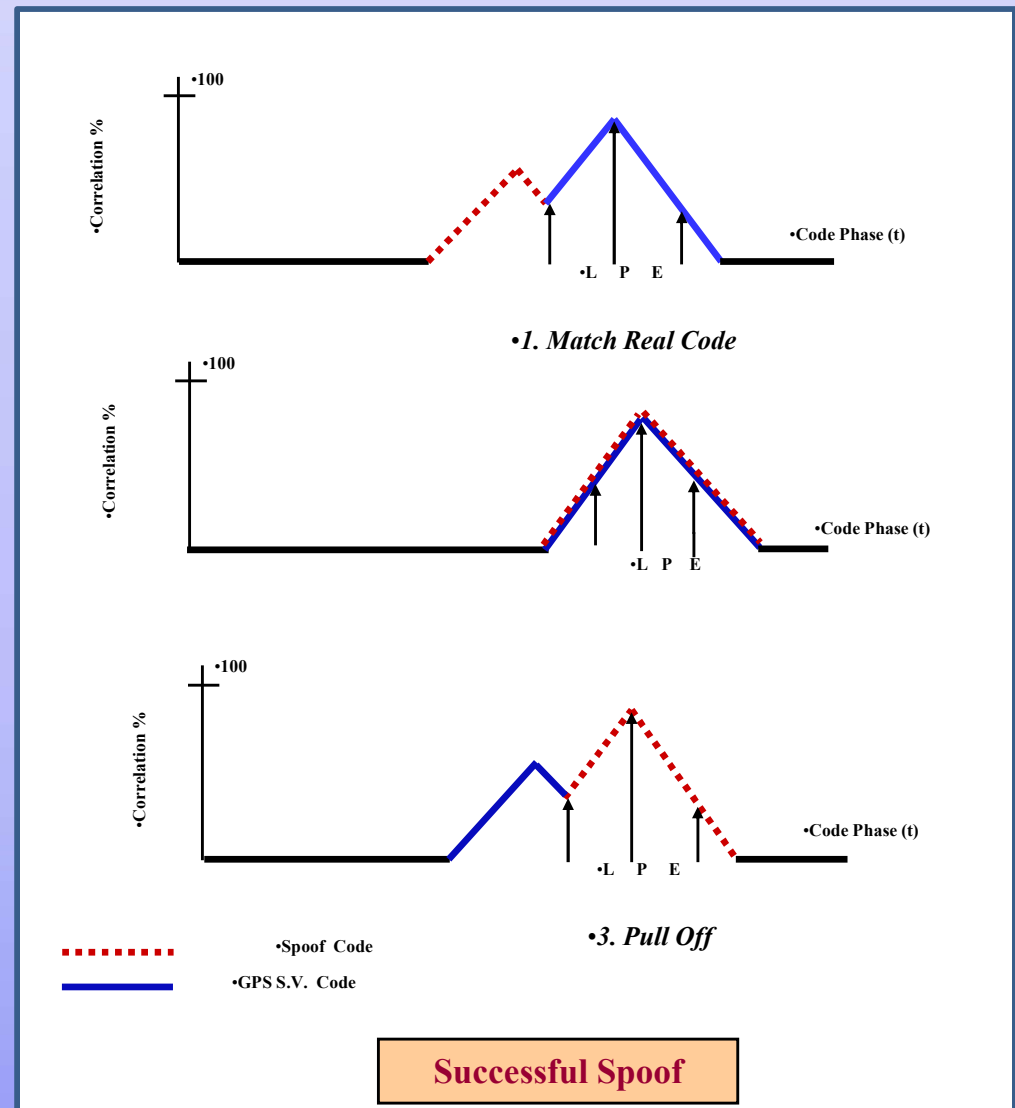 •100
•Correlation %
•Code Phase (t)
•L P E
•1. Match Real Code
•100
•Correlation %
•Code Phase (t)
•L P E
•100
•Correlation %
•Code Phase (t)
•L P E
•3. Pull Off
•Spoof Code
•GPS S.V. Code
Successful Spoof